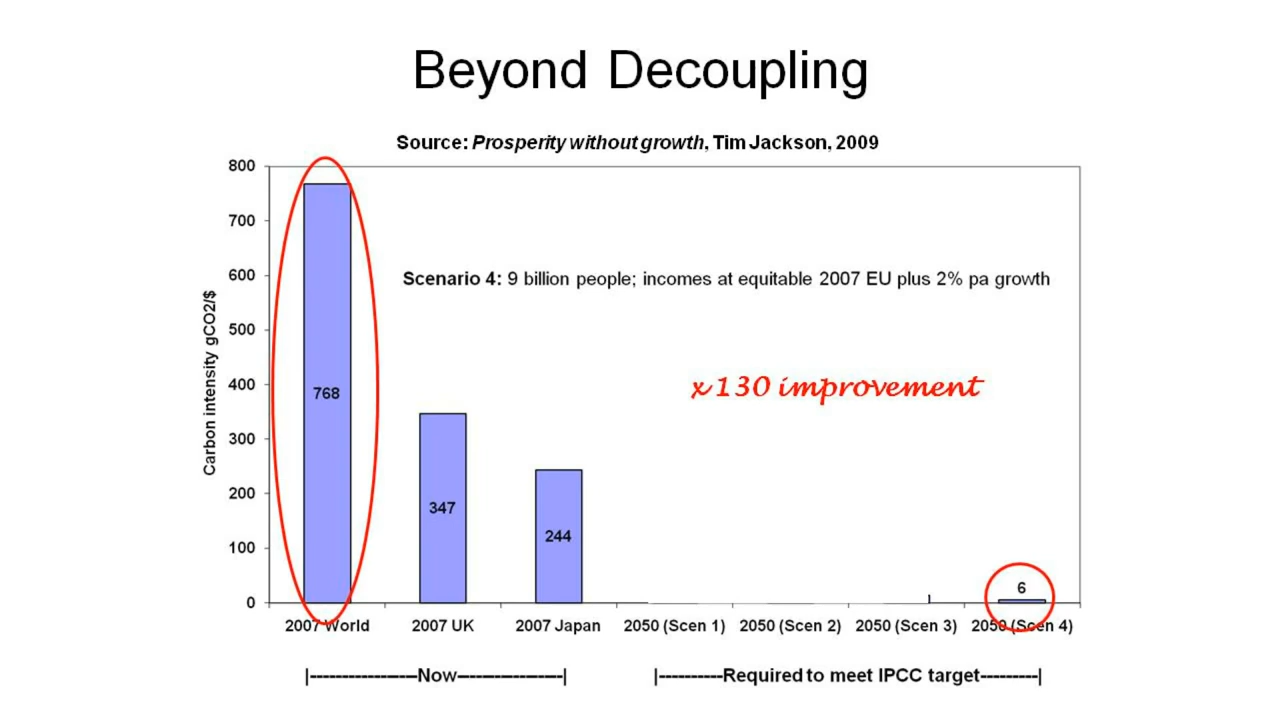 Beyond Decoupling
Source: Prosperity without growth, Tim Jackson, 2009
800
700
600
500
400
300
200
100
0
Carbon intensity gCO2/$
Scenario 4: 9 billion people; incomes at equitable 2007 EU plus 2% pa growth
x 130 improvement
768
347
244
6
2007 World
2007 UK
2007 Japan
2050 (Scen 1)
2050 (Scen 2)
2050 (Scen 3)
2050 (Scen 4)
|-----------------Now-----------------|
|----------Required to meet IPCC target---------|